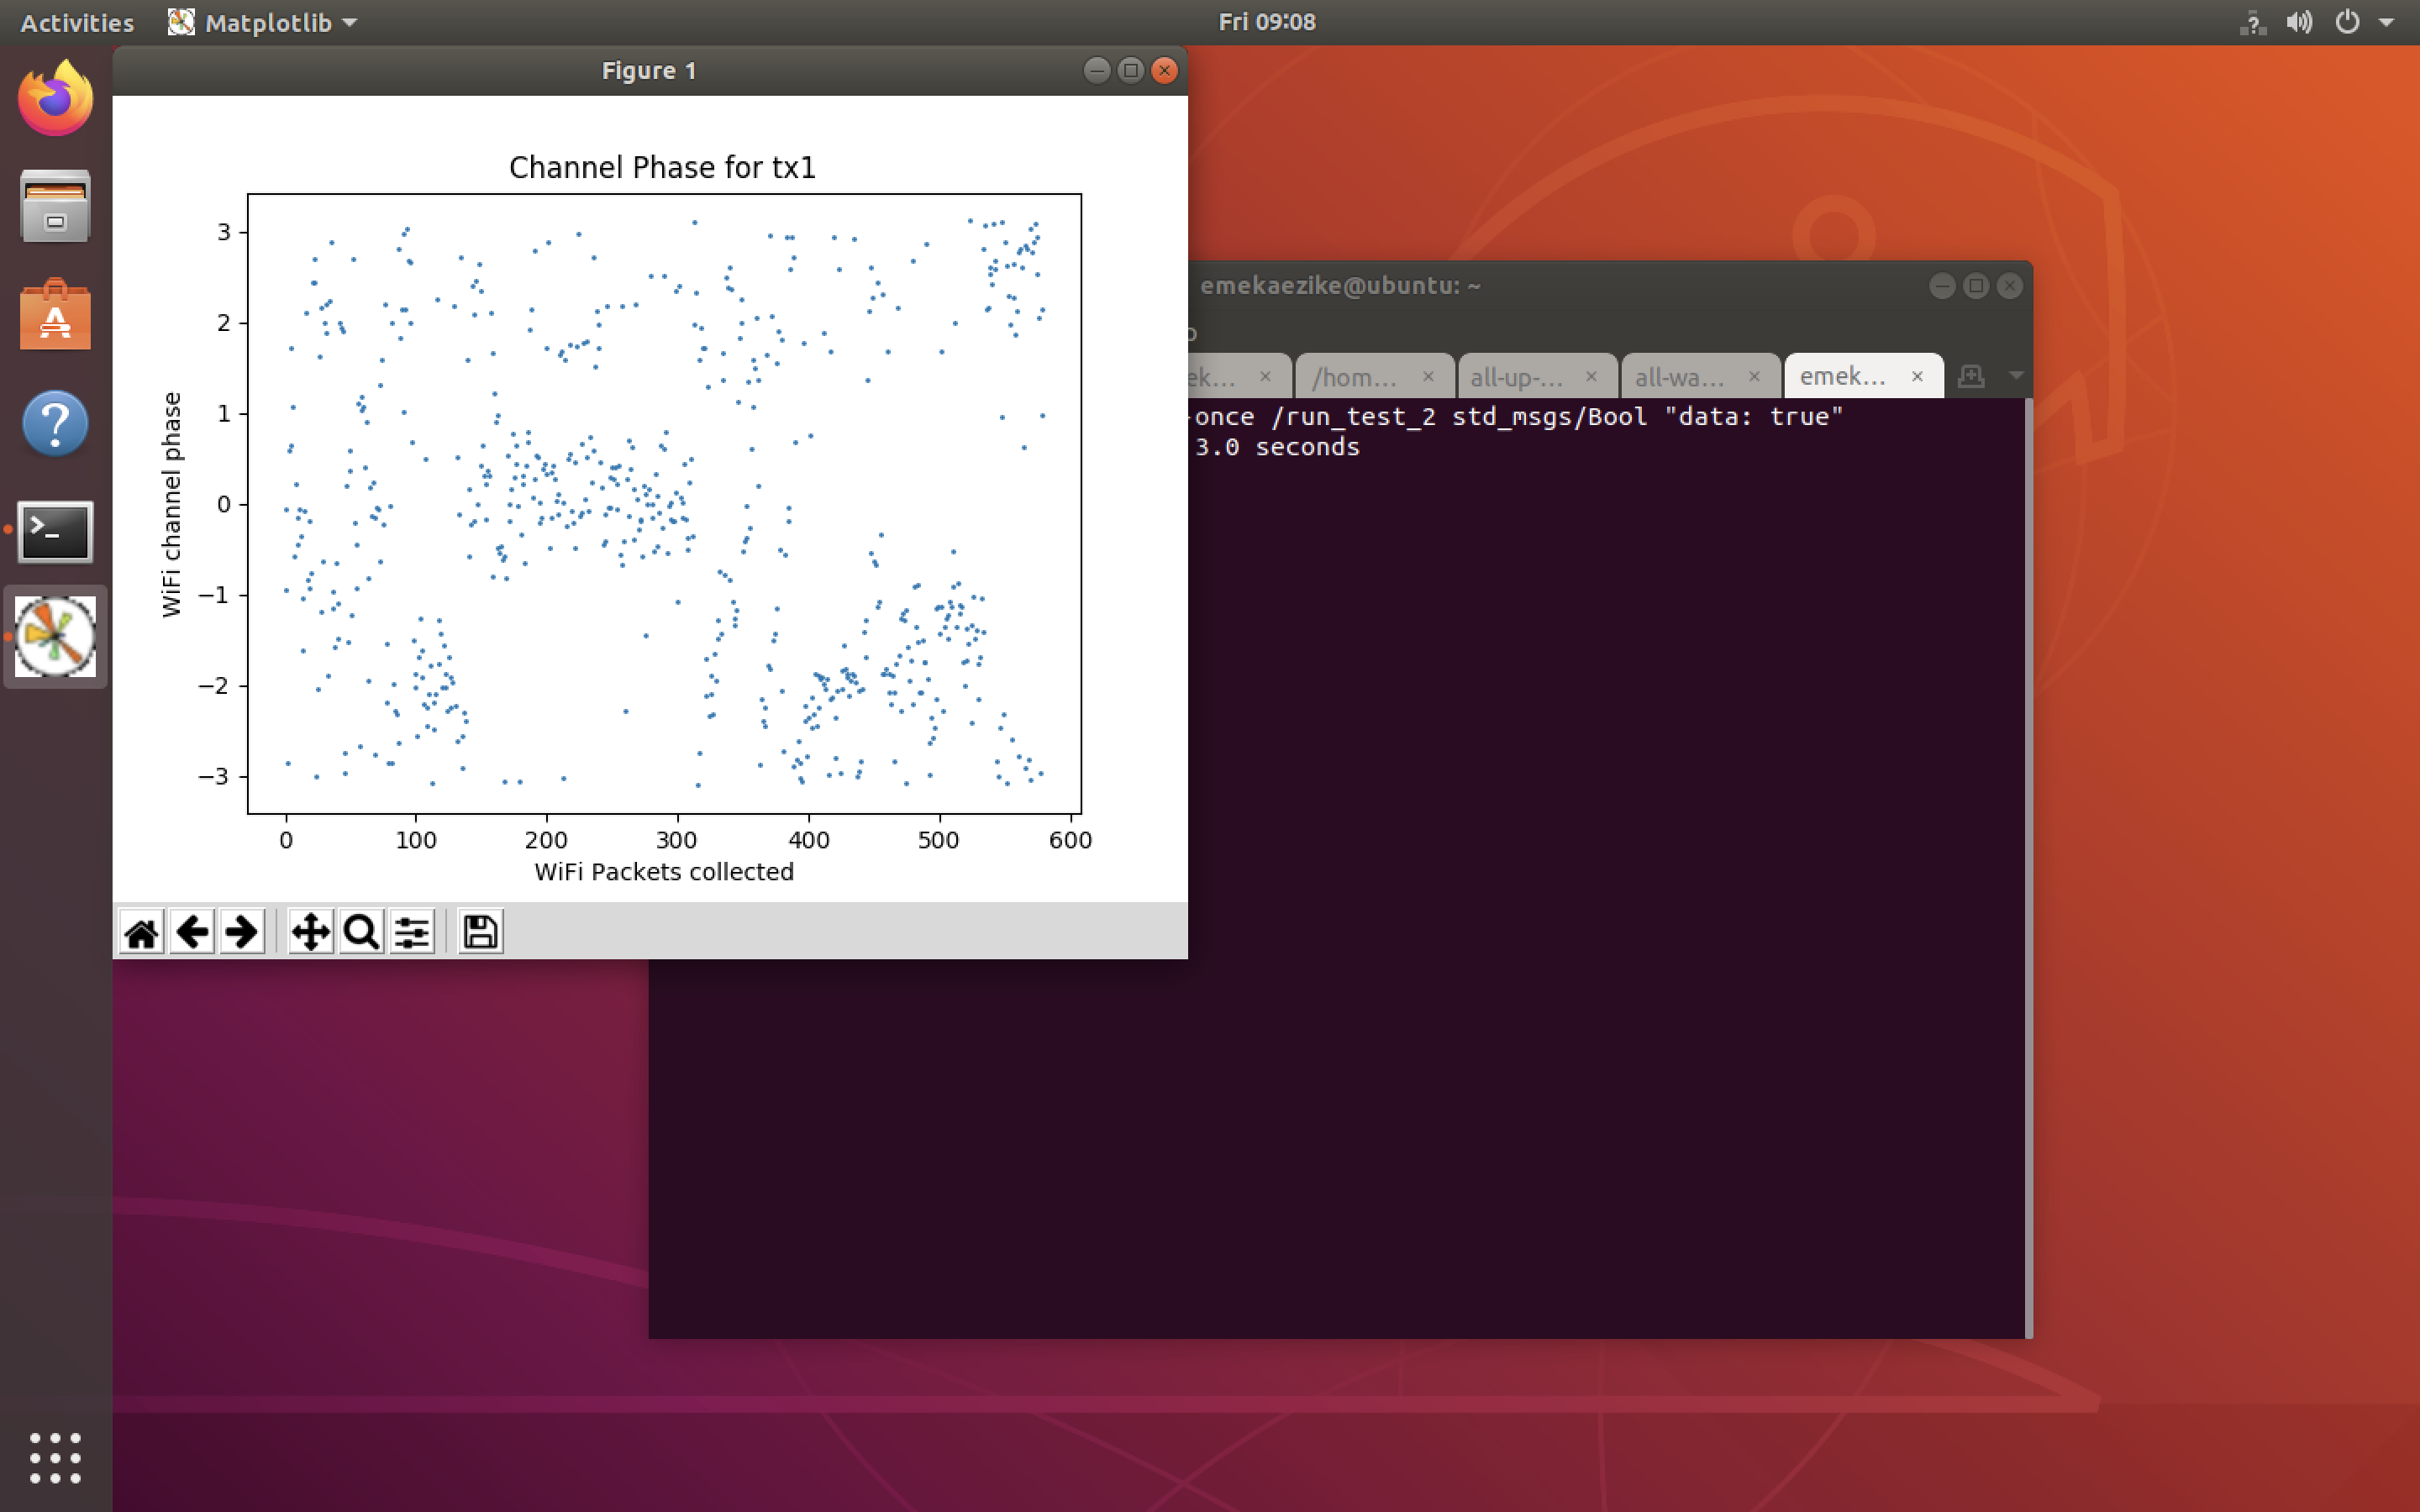 Activities
Matplotlib
Fri 09:08
Figure 1
Channel Phase for tx1
WiFi channel phase
3
2
1
0
−1
−2
−3
0 100 200 300 400 500 600
WiFi Packets collected
emekaezike@ubuntu: ~
ek...
/hom...
all-up-...
all-wa...
emek...
-once /run_test_2 std_msgs/Bool "data: true"
3.0 seconds